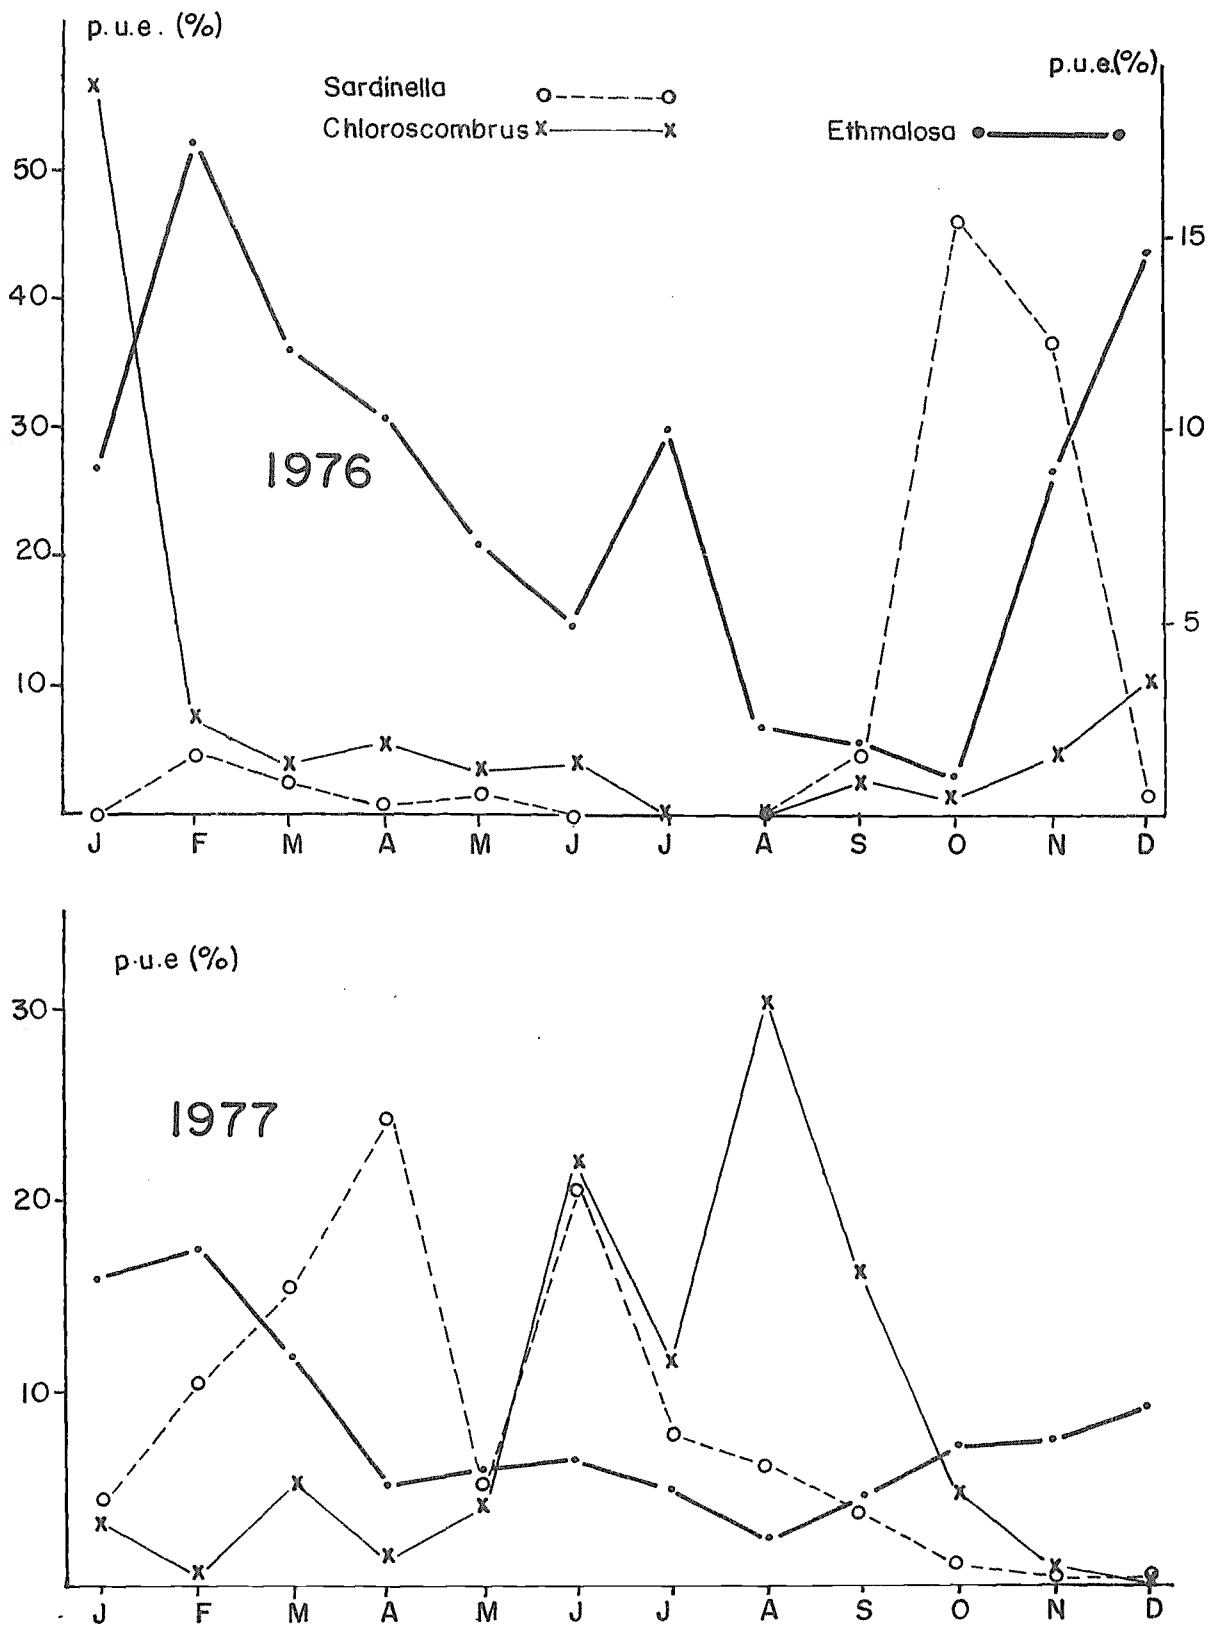 p.u.e. (%)
p.u.e.(%)
Sardinella
Chloroscombrus
Ethmalosa
50
40
30
20
10
15
10
5
1976
J F M A M J J A S O N D
p.u.e (%)
30
20
10
1977
J F M A M J J A S O N D